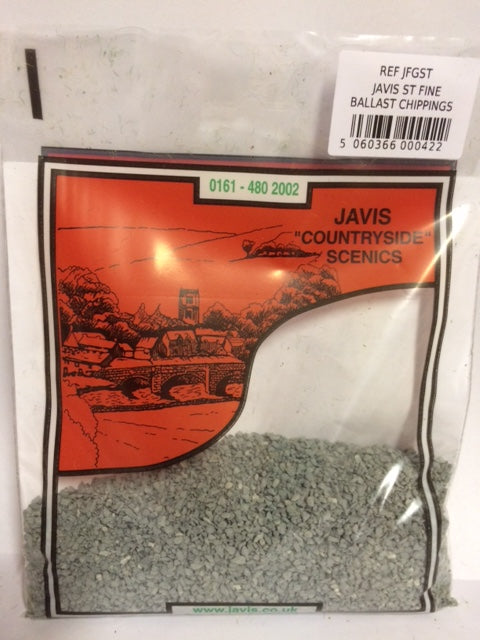 REF JFGST
JAVIS ST FINE
BALLAST CHIPPINGS
5 060366 000422
0161 - 480 2002
JAVIS
"COUNTRYSIDE"
SCENICS
www.javis.co.uk